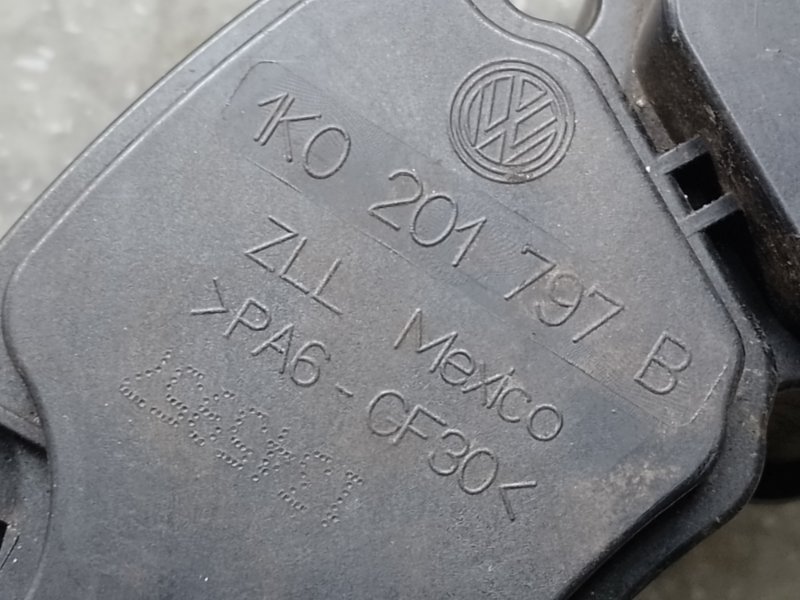 1K0 201 797 B
ZLL Mexico
>PA6-GF30<